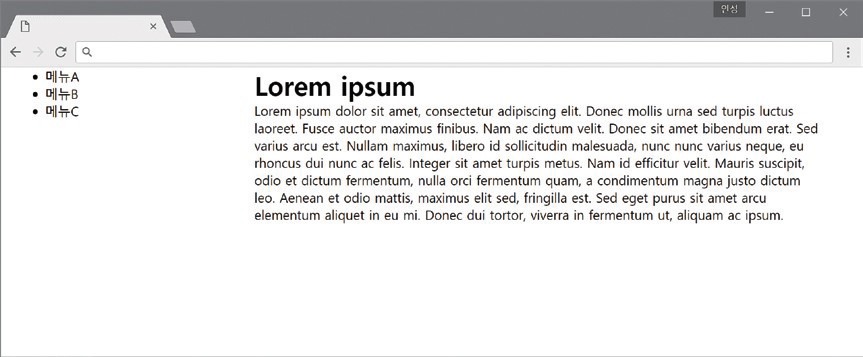 인성
메뉴A
메뉴B
메뉴C
Lorem ipsum
Lorem ipsum dolor sit amet, consectetur adipiscing elit. Donec mollis urna sed turpis luctus
laoreet. Fusce auctor maximus finibus. Nam ac dictum velit. Donec sit amet bibendum erat. Sed
varius arcu est. Nullam maximus, libero id sollicitudin malesuada, nunc nunc varius neque, eu
rhoncus dui nunc ac felis. Integer sit amet turpis metus. Nam id efficitur velit. Mauris suscipit,
odio et dictum fermentum, nulla orci fermentum quam, a condimentum magna justo dictum
leo. Aenean et odio mattis, maximus elit sed, fringilla est. Sed eget purus sit amet arcu
elementum aliquet in eu mi. Donec dui tortor, viverra in fermentum ut, aliquam ac ipsum.